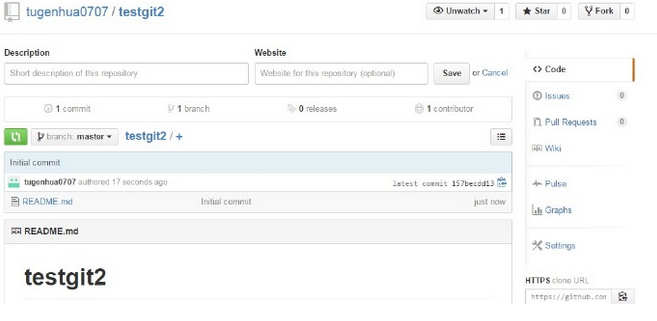 tugenhua0707 / testgit2
Unwatch 1 Star 0 Fork 0
Description
Website
Short description of this repository
Website for this repository (optional)
Save or Cancel
1 commit
1 branch
0 releases
1 contributor
branch: master
testgit2 / +
Initial commit
tugenhua0707 authored 17 seconds ago
latest commit 157becdd13
README.md
Initial commit
just now
README.md
testgit2
Code
Issues 0
Pull Requests 0
Wiki
Pulse
Graphs
Settings
HTTPS clone URL
https://github.com